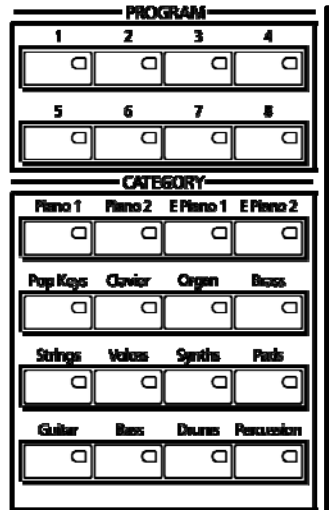 PROGRAM
1 2 3 4
5 6 7 8
CATEGORY
Piano 1 Piano 2 E Piano 1 E Piano 2
Pop Keys Clavier Organ Brass
Strings Voices Synths Pads
Guitar Bass Drums Percussion